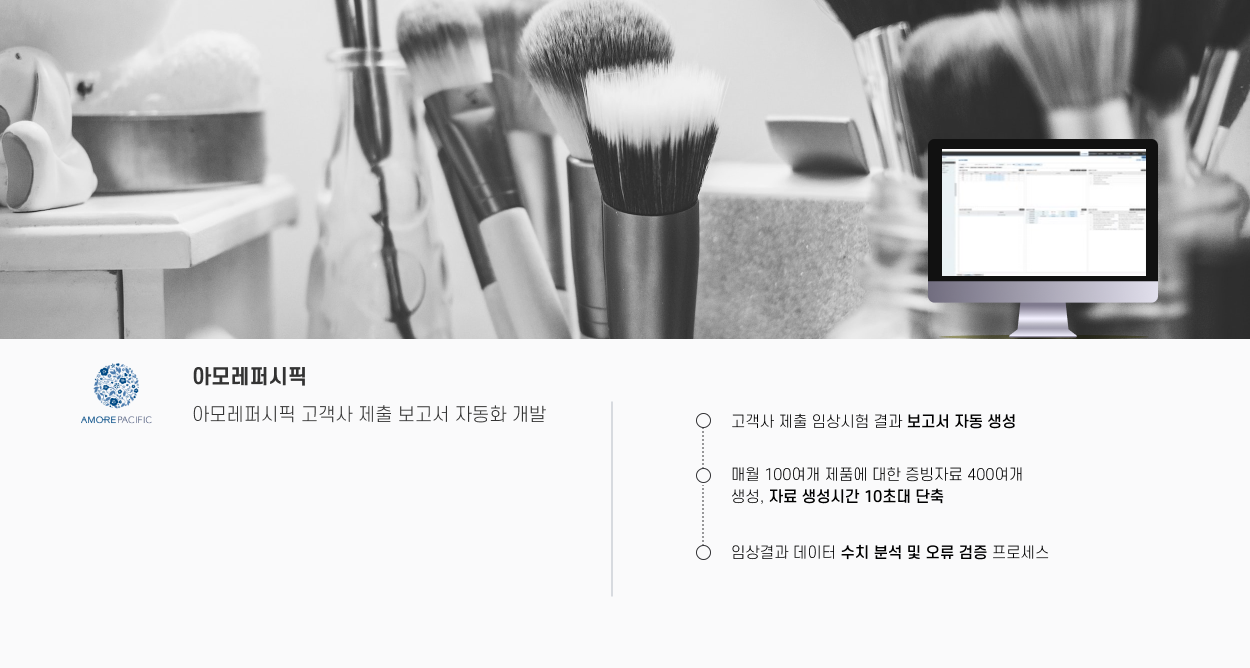 아모레퍼시픽
AMOREPACIFIC
아모레퍼시픽 고객사 제출 보고서 자동화 개발
고객사 제출 임상시험 결과 보고서 자동 생성
매월 100여개 제품에 대한 증빙자료 400여개
생성, 자료 생성시간 10초대 단축
임상결과 데이터 수치 분석 및 오류 검증 프로세스